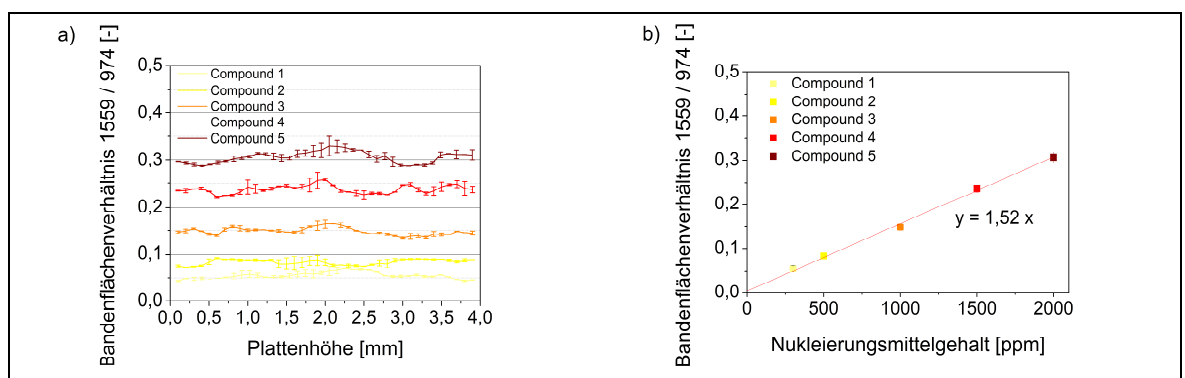 a)
Bandenflächenverhältnis 1559 / 974 [-]
0,5
0,4
0,3
0,2
0,1
0,0
Compound 1
Compound 2
Compound 3
Compound 4
Compound 5
0,0 0,5 1,0 1,5 2,0 2,5 3,0 3,5 4,0
Plattenhöhe [mm]
b)
Bandenflächenverhältnis 1559 / 974 [-]
0,5
0,4
0,3
0,2
0,1
0,0
Compound 1
Compound 2
Compound 3
Compound 4
Compound 5
y = 1,52 x
0 500 1000 1500 2000
Nukleierungsmittelgehalt [ppm]